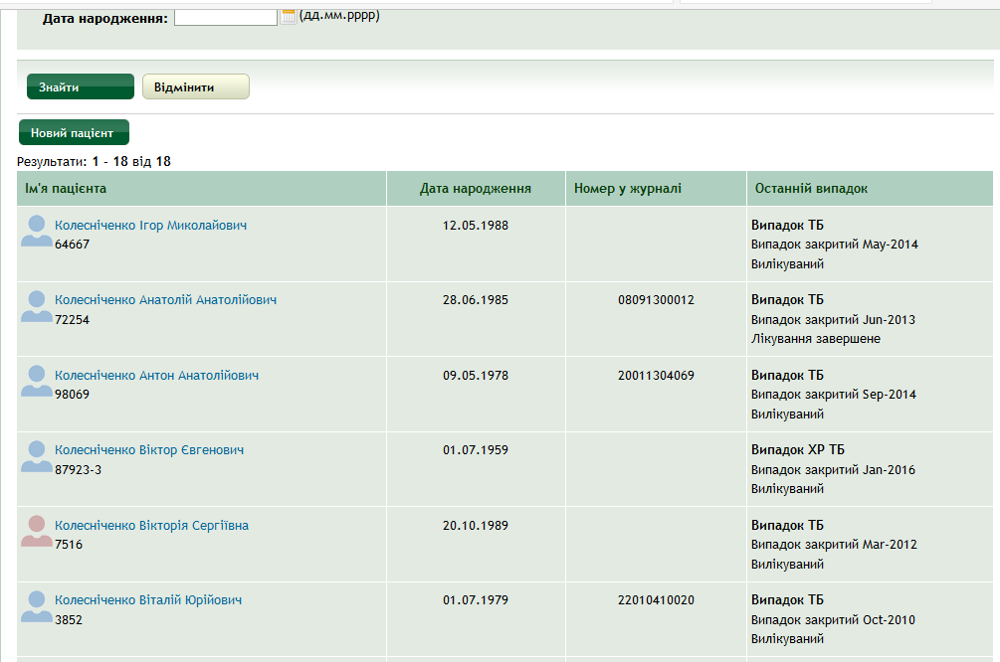 Дата народження: (дд.мм.рррр)
Знайти Відмінити
Новий пацієнт
Результати: 1 - 18 від 18
Ім'я пацієнта Дата народження Номер у журналі Останній випадок
Колесніченко Ігор Миколайович 12.05.1988 Випадок ТБ
64667 Випадок закритий May-2014
Вилікуваний
Колесніченко Анатолій Анатолійович 28.06.1985 08091300012 Випадок ТБ
72254 Випадок закритий Jun-2013
Лікування завершене
Колесніченко Антон Анатолійович 09.05.1978 20011304069 Випадок ТБ
98069 Випадок закритий Sep-2014
Вилікуваний
Колесніченко Віктор Євгенович 01.07.1959 Випадок ХР ТБ
87923-3 Випадок закритий Jan-2016
Вилікуваний
Колесніченко Вікторія Сергіївна 20.10.1989 Випадок ТБ
7516 Випадок закритий Mar-2012
Вилікуваний
Колесніченко Віталій Юрійович 01.07.1979 22010410020 Випадок ТБ
3852 Випадок закритий Oct-2010
Вилікуваний